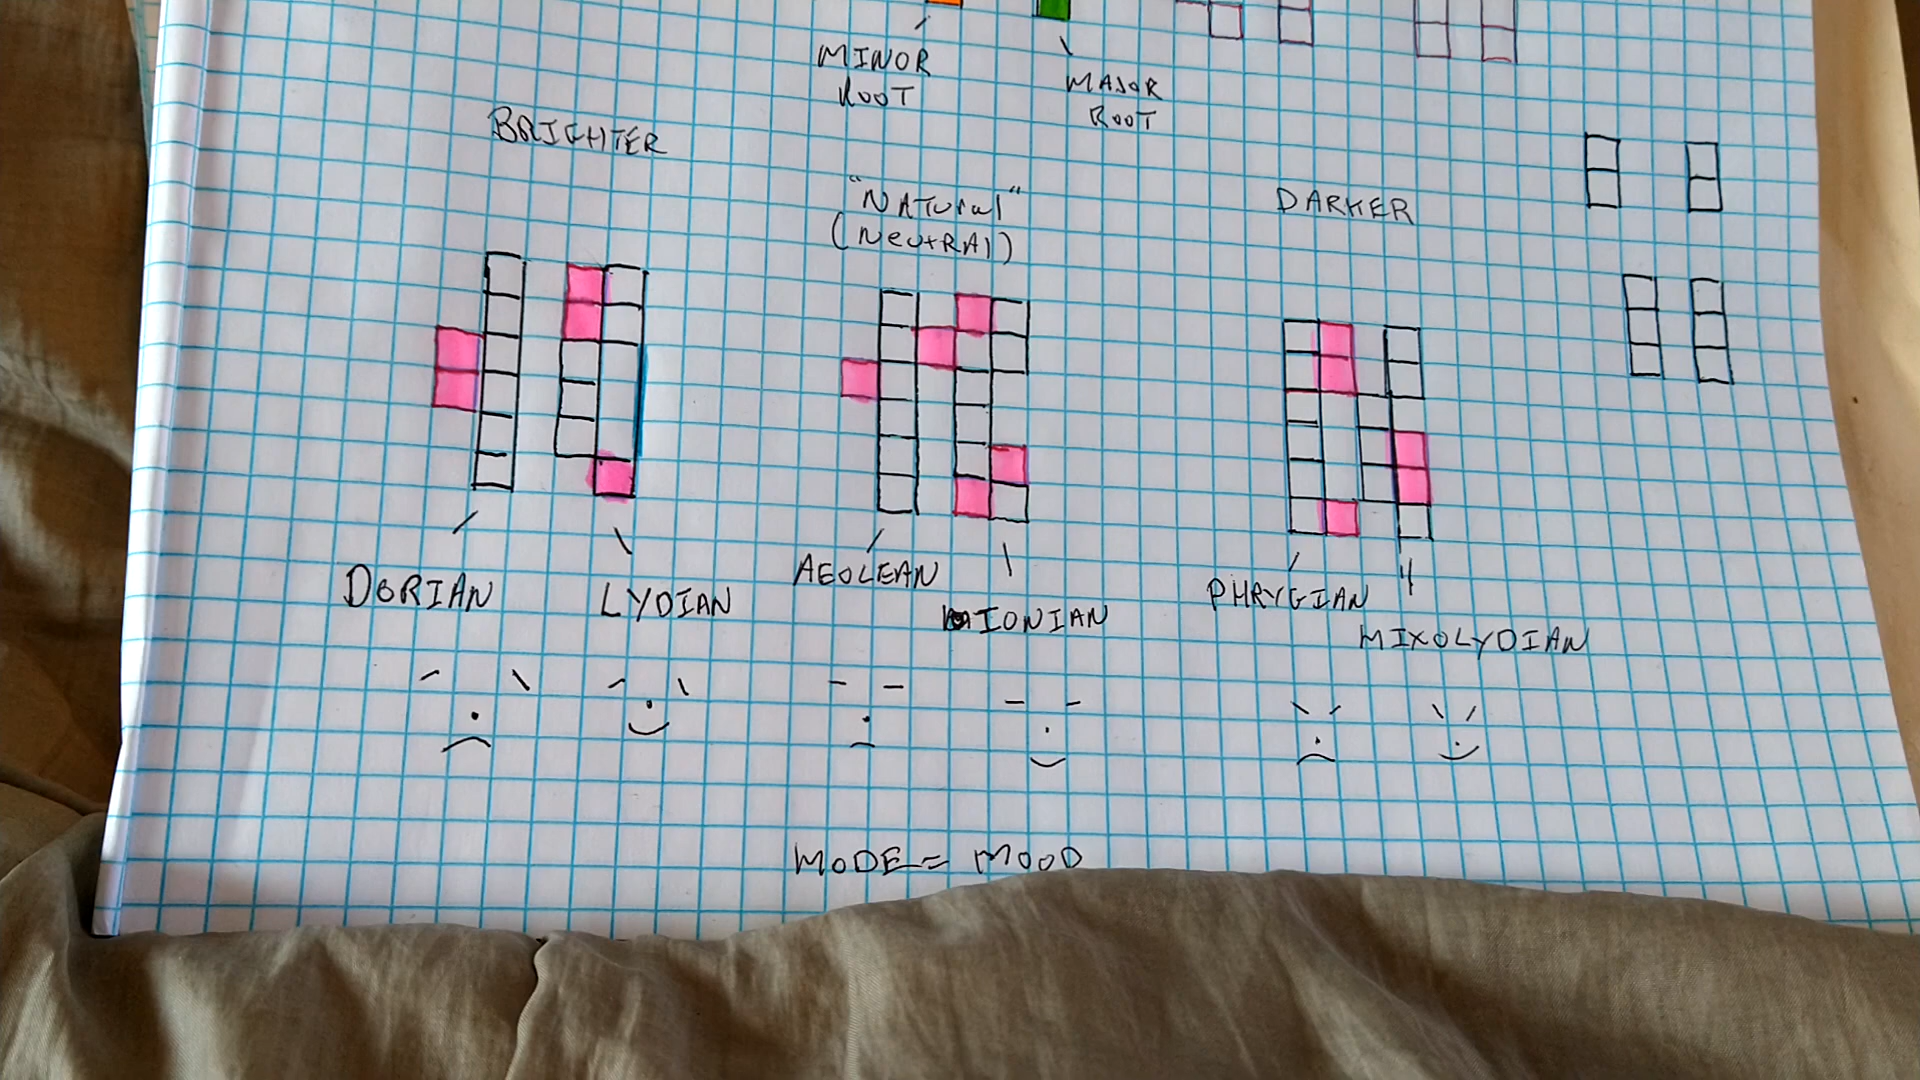 MINOR
ROOT
MAJOR
ROOT
BRIGHTER
"NATURAL"
(NeutRAl)
DARKER
DORIAN
LYDIAN
AEOLEAN
IONIAN
PHRYGIAN
MIXOLYDIAN
MODE = MOOD